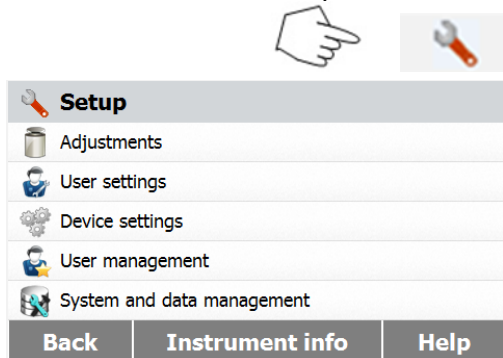 Setup
Adjustments
User settings
Device settings
User management
System and data management
Back Instrument info Help